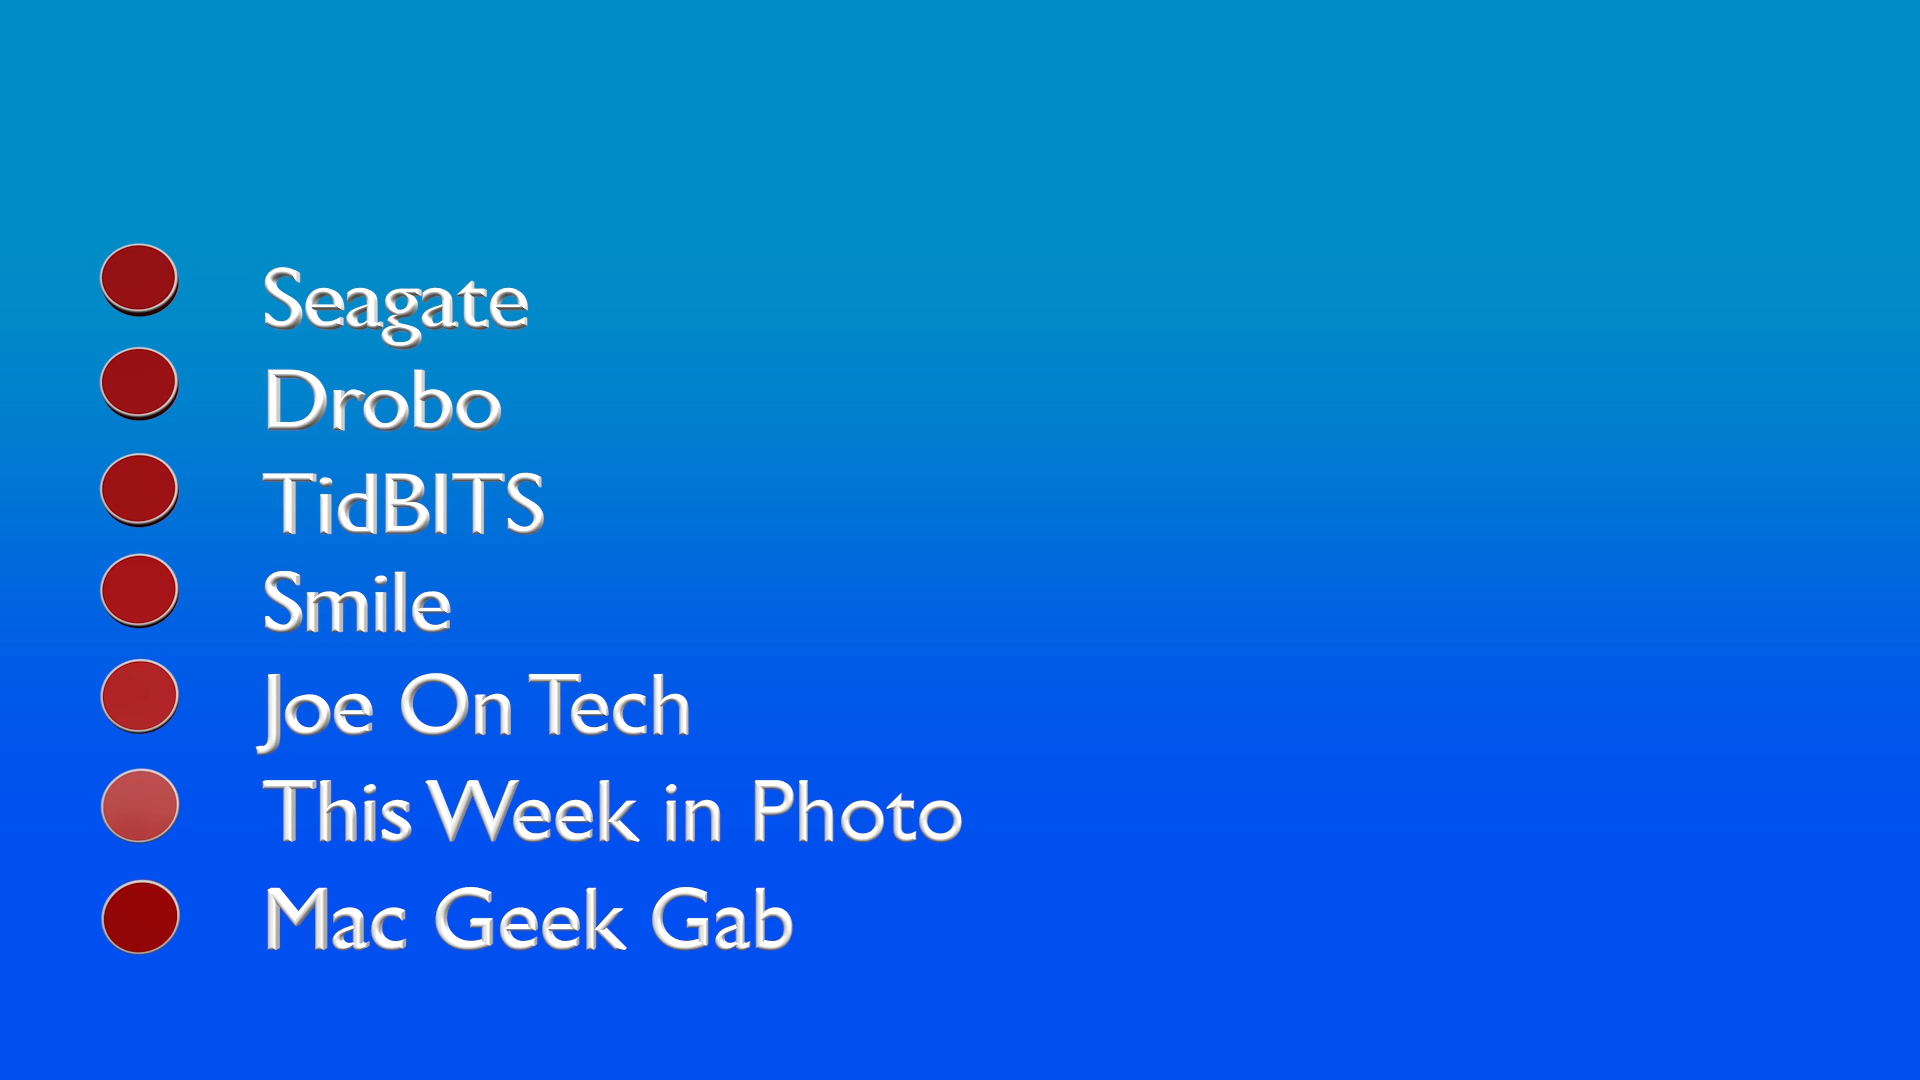 Seagate
Drobo
TidBITS
Smile
Joe On Tech
This Week in Photo
Mac Geek Gab